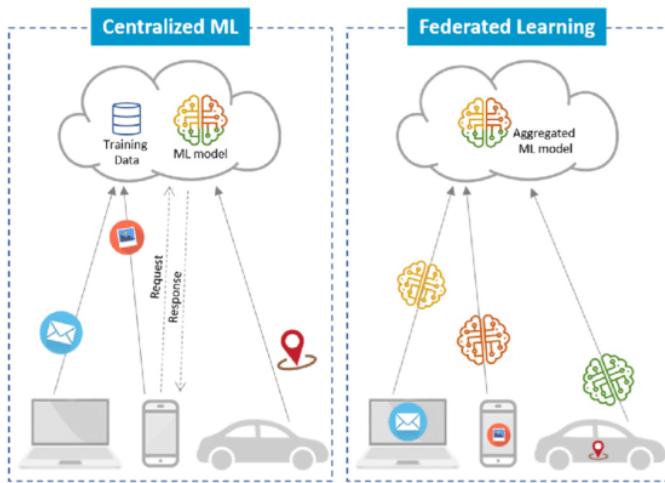 Centralized ML
Training
Data
ML model
Request
Response
Federated Learning
Aggregated
ML model